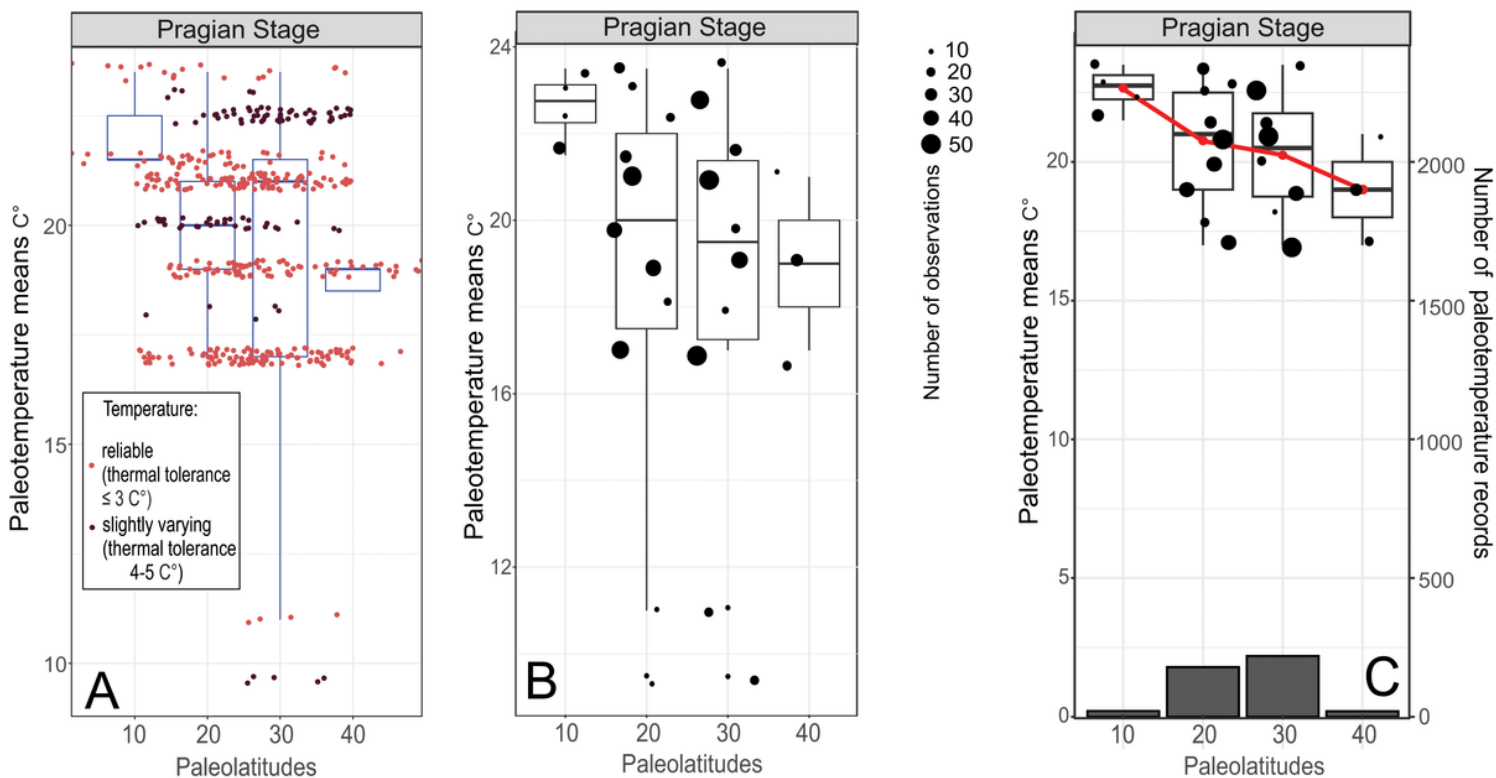 Pragian Stage
Paleotemperature means C°
20
15
10
Temperature:
reliable
(thermal tolerance
≤ 3 C°)
slightly varying
(thermal tolerance
4-5 C°)
A
10 20 30 40
Paleolatitudes
Pragian Stage
Paleotemperature means C°
24
20
16
12
B
10 20 30 40
Paleolatitudes
10
20
30
40
50
Number of observations
Pragian Stage
Paleotemperature means C°
20
15
10
5
0
C
2000
1500
1000
500
0
Number of paleotemperature records
10 20 30 40
Paleolatitudes